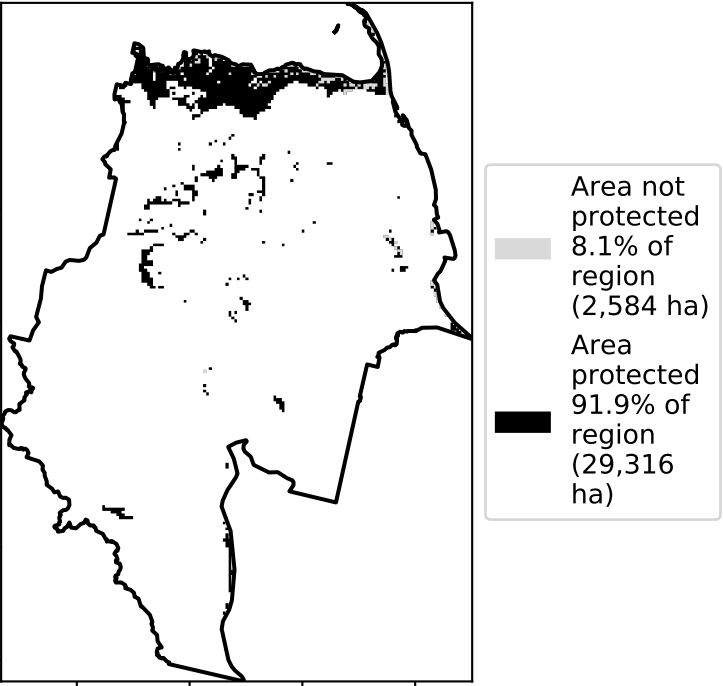 Area not
protected
8.1% of
region
(2,584 ha)
Area
protected
91.9% of
region
(29,316
ha)